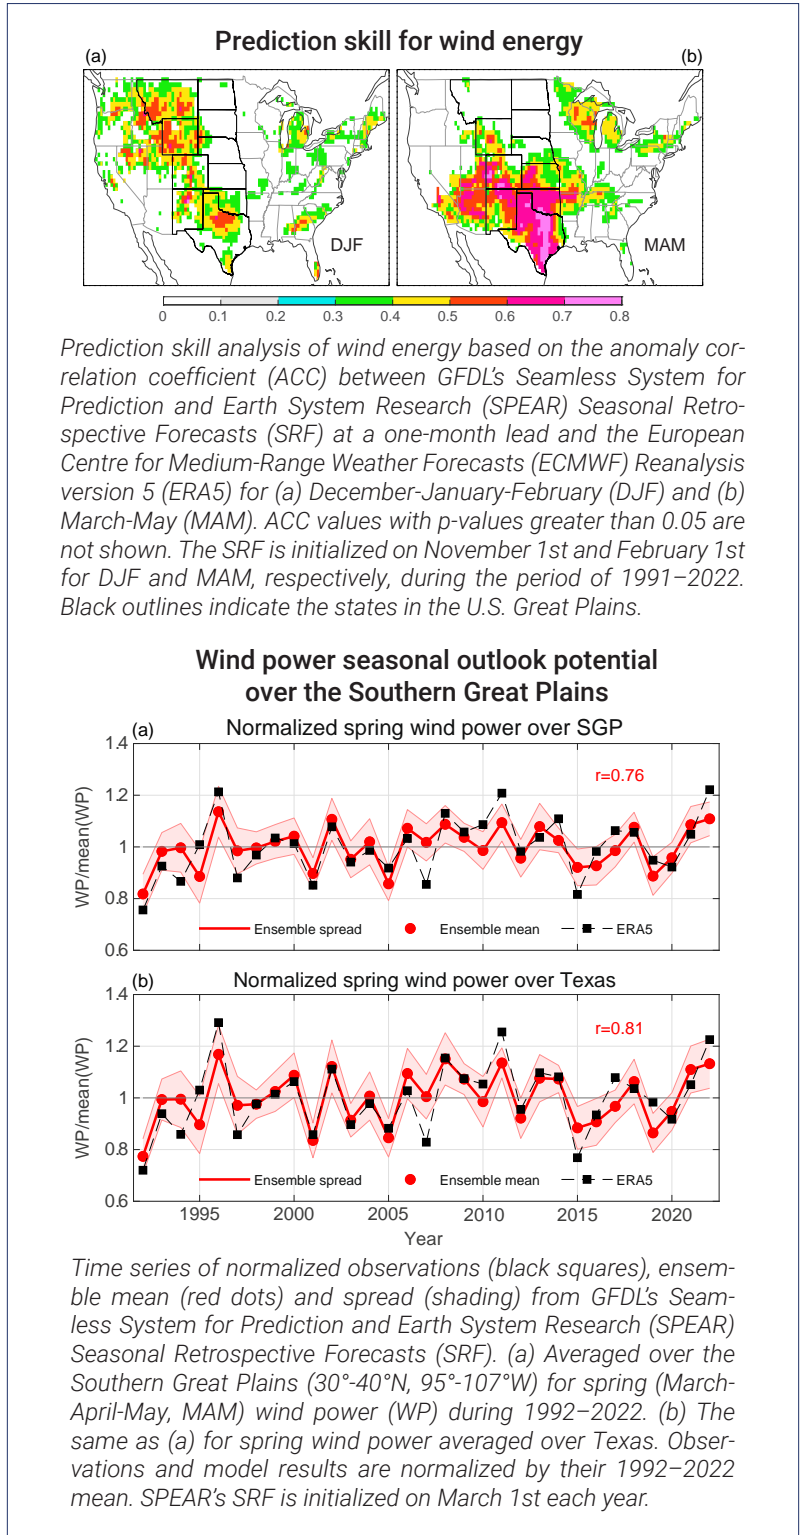 Prediction skill for wind energy
(a)
(b)
DJF
MAM
0 0.1 0.2 0.3 0.4 0.5 0.6 0.7 0.8
Prediction skill analysis of wind energy based on the anomaly cor-
relation coefficient (ACC) between GFDL's Seamless System for
Prediction and Earth System Research (SPEAR) Seasonal Retro-
spective Forecasts (SRF) at a one-month lead and the European
Centre for Medium-Range Weather Forecasts (ECMWF) Reanalysis
version 5 (ERA5) for (a) December-January-February (DJF) and (b)
March-May (MAM). ACC values with p-values greater than 0.05 are
not shown. The SRF is initialized on November 1st and February 1st
for DJF and MAM, respectively, during the period of 1991–2022.
Black outlines indicate the states in the U.S. Great Plains.
Wind power seasonal outlook potential
over the Southern Great Plains
(a) Normalized spring wind power over SGP
1.4
1.2
1
0.8
0.6
WP/mean(WP)
r=0.76
Ensemble spread Ensemble mean ERA5
(b) Normalized spring wind power over Texas
1.4
1.2
1
0.8
0.6
WP/mean(WP)
r=0.81
Ensemble spread Ensemble mean ERA5
1995 2000 2005 2010 2015 2020
Year
Time series of normalized observations (black squares), ensem-
ble mean (red dots) and spread (shading) from GFDL's Seam-
less System for Prediction and Earth System Research (SPEAR)
Seasonal Retrospective Forecasts (SRF). (a) Averaged over the
Southern Great Plains (30°-40°N, 95°-107°W) for spring (March-
April-May, MAM) wind power (WP) during 1992–2022. (b) The
same as (a) for spring wind power averaged over Texas. Obser-
vations and model results are normalized by their 1992–2022
mean. SPEAR's SRF is initialized on March 1st each year.